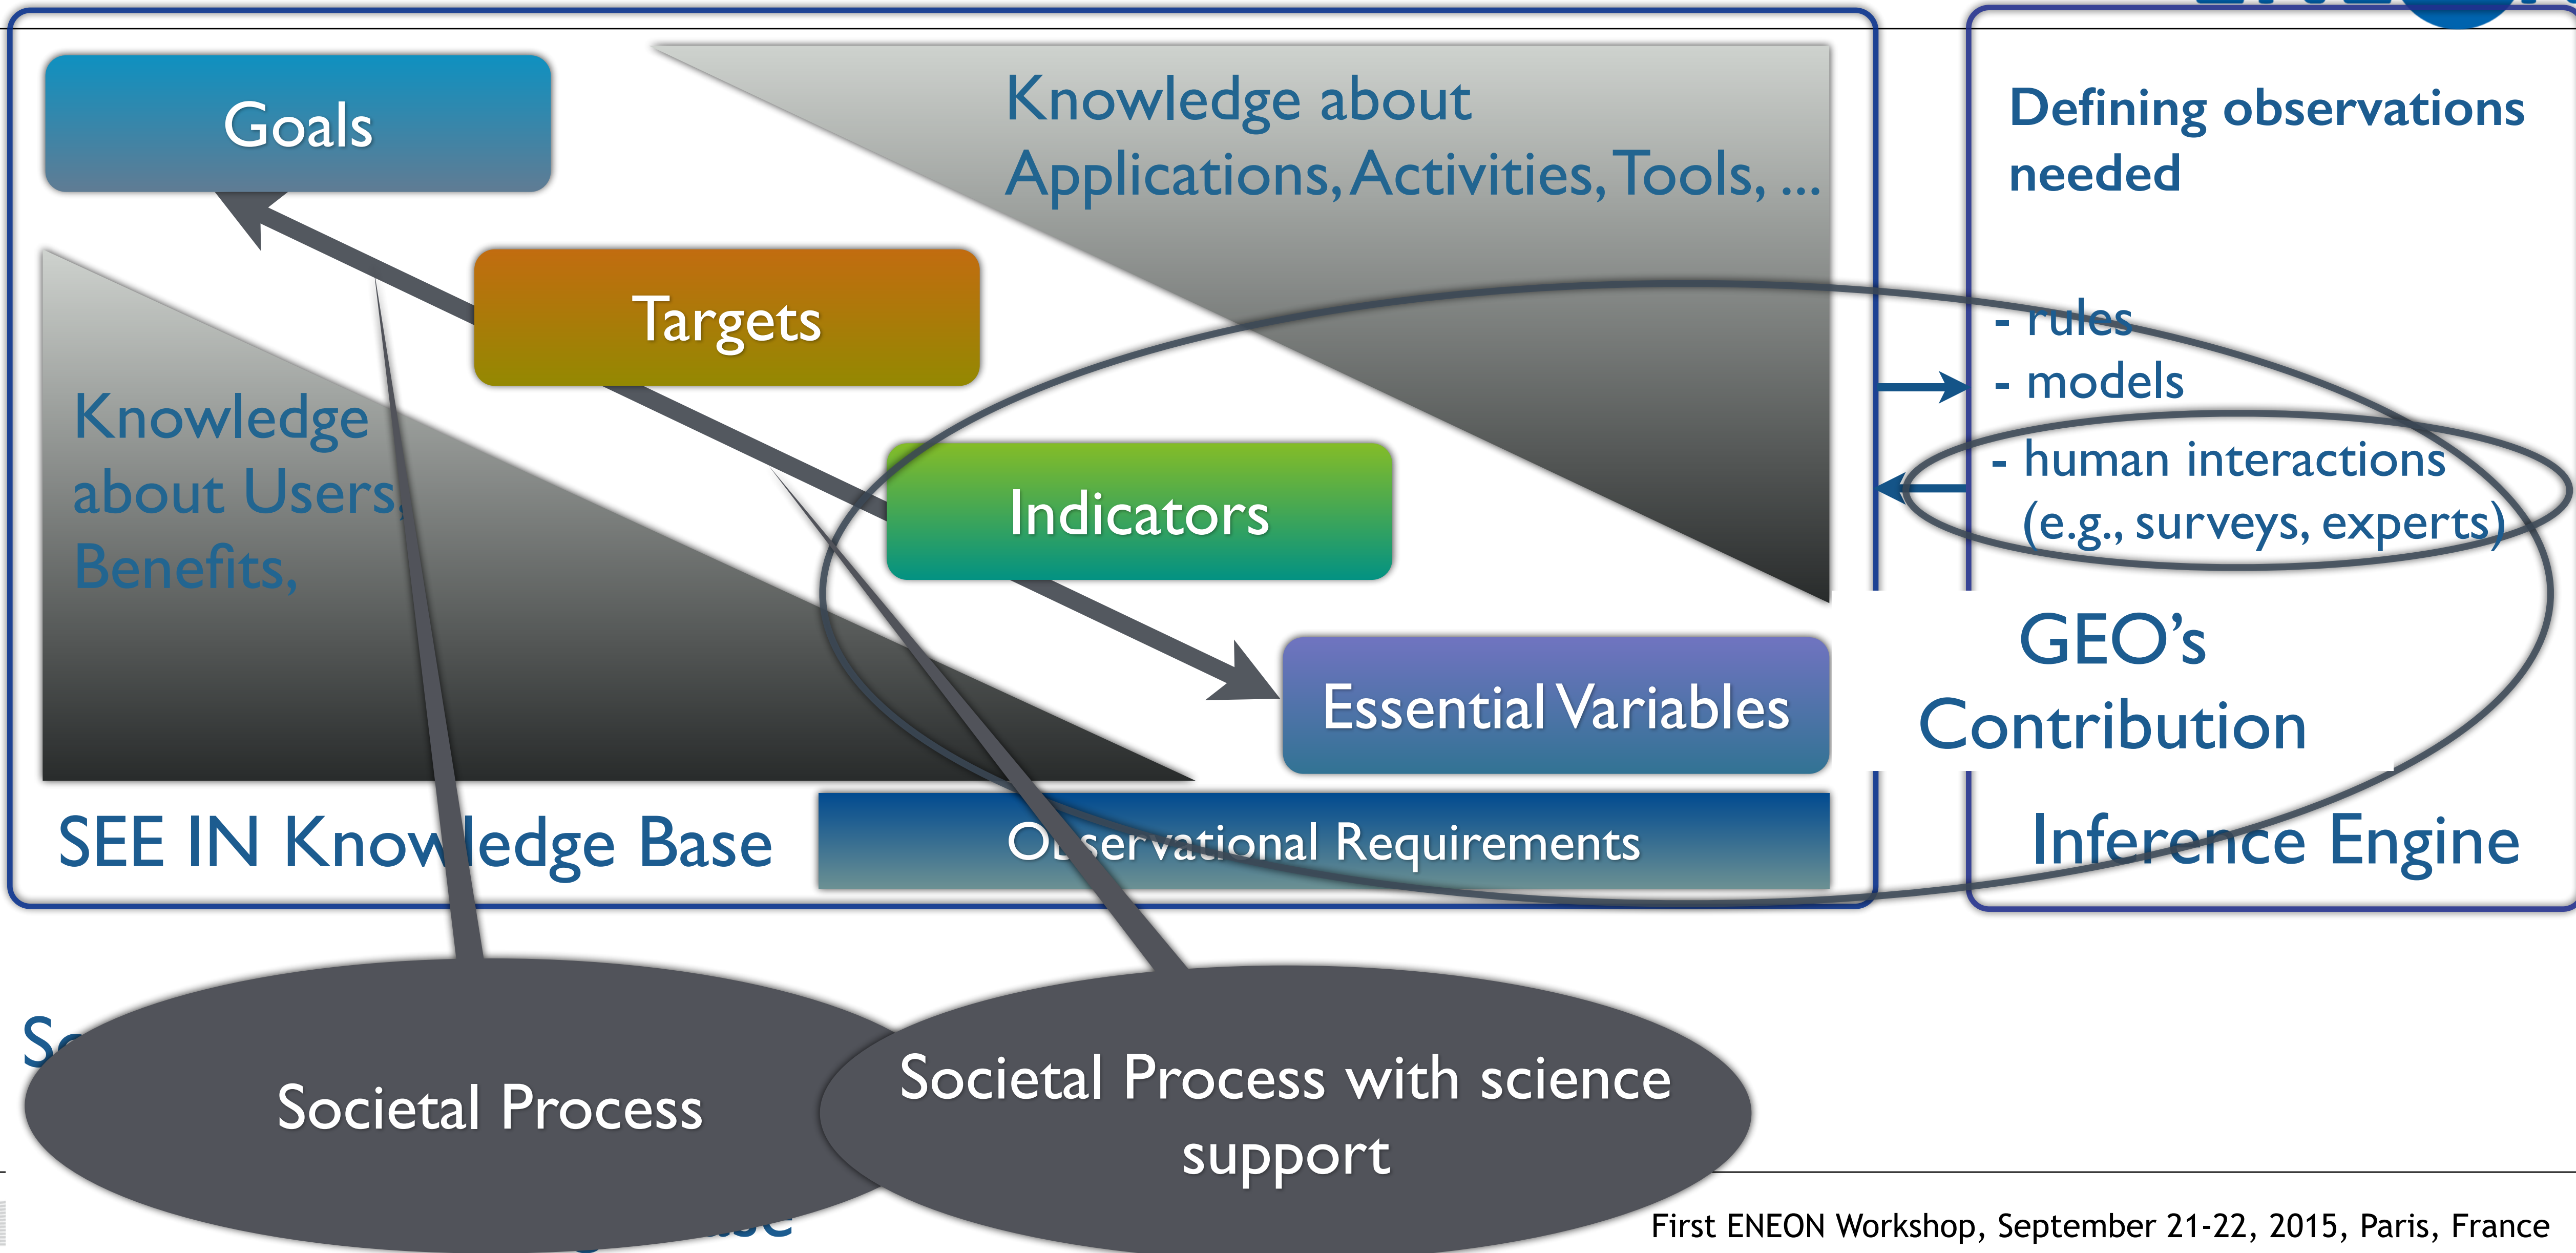 Goals
Knowledge about
Applications, Activities, Tools, ...
Defining observations
needed
Targets
- rules
- models
Knowledge
about Users,
Benefits,
Indicators
- human interactions
(e.g., surveys, experts)
GEO's
Contribution
Essential Variables
SEE IN Knowledge Base
Observational Requirements
Inference Engine
Societal Process
Societal Process with science
support
First ENEON Workshop, September 21-22, 2015, Paris, France